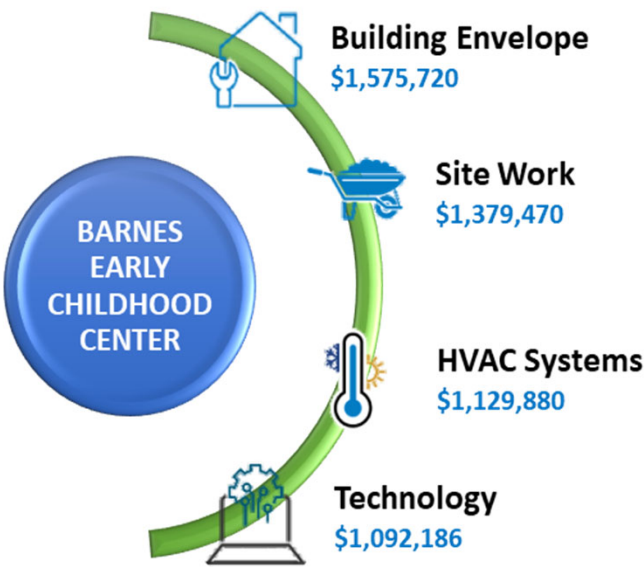 Building Envelope
$1,575,720
Site Work
$1,379,470
BARNES
EARLY
CHILDHOOD
CENTER
HVAC Systems
$1,129,880
Technology
$1,092,186